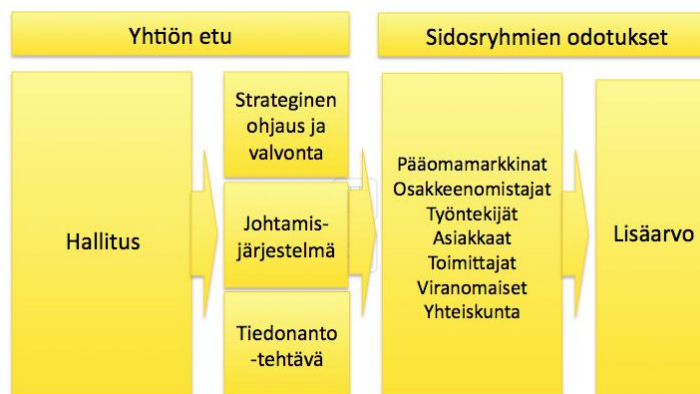 Yhtiön etu
Sidosryhmien odotukset
Hallitus
Strateginen
ohjaus ja
valvonta
Johtamis-
järjestelmä
Tiedonanto
-tehtävä
Pääomamarkkinat
Osakkeenomistajat
Työntekijät
Asiakkaat
Toimittajat
Viranomaiset
Yhteiskunta
Lisäarvo